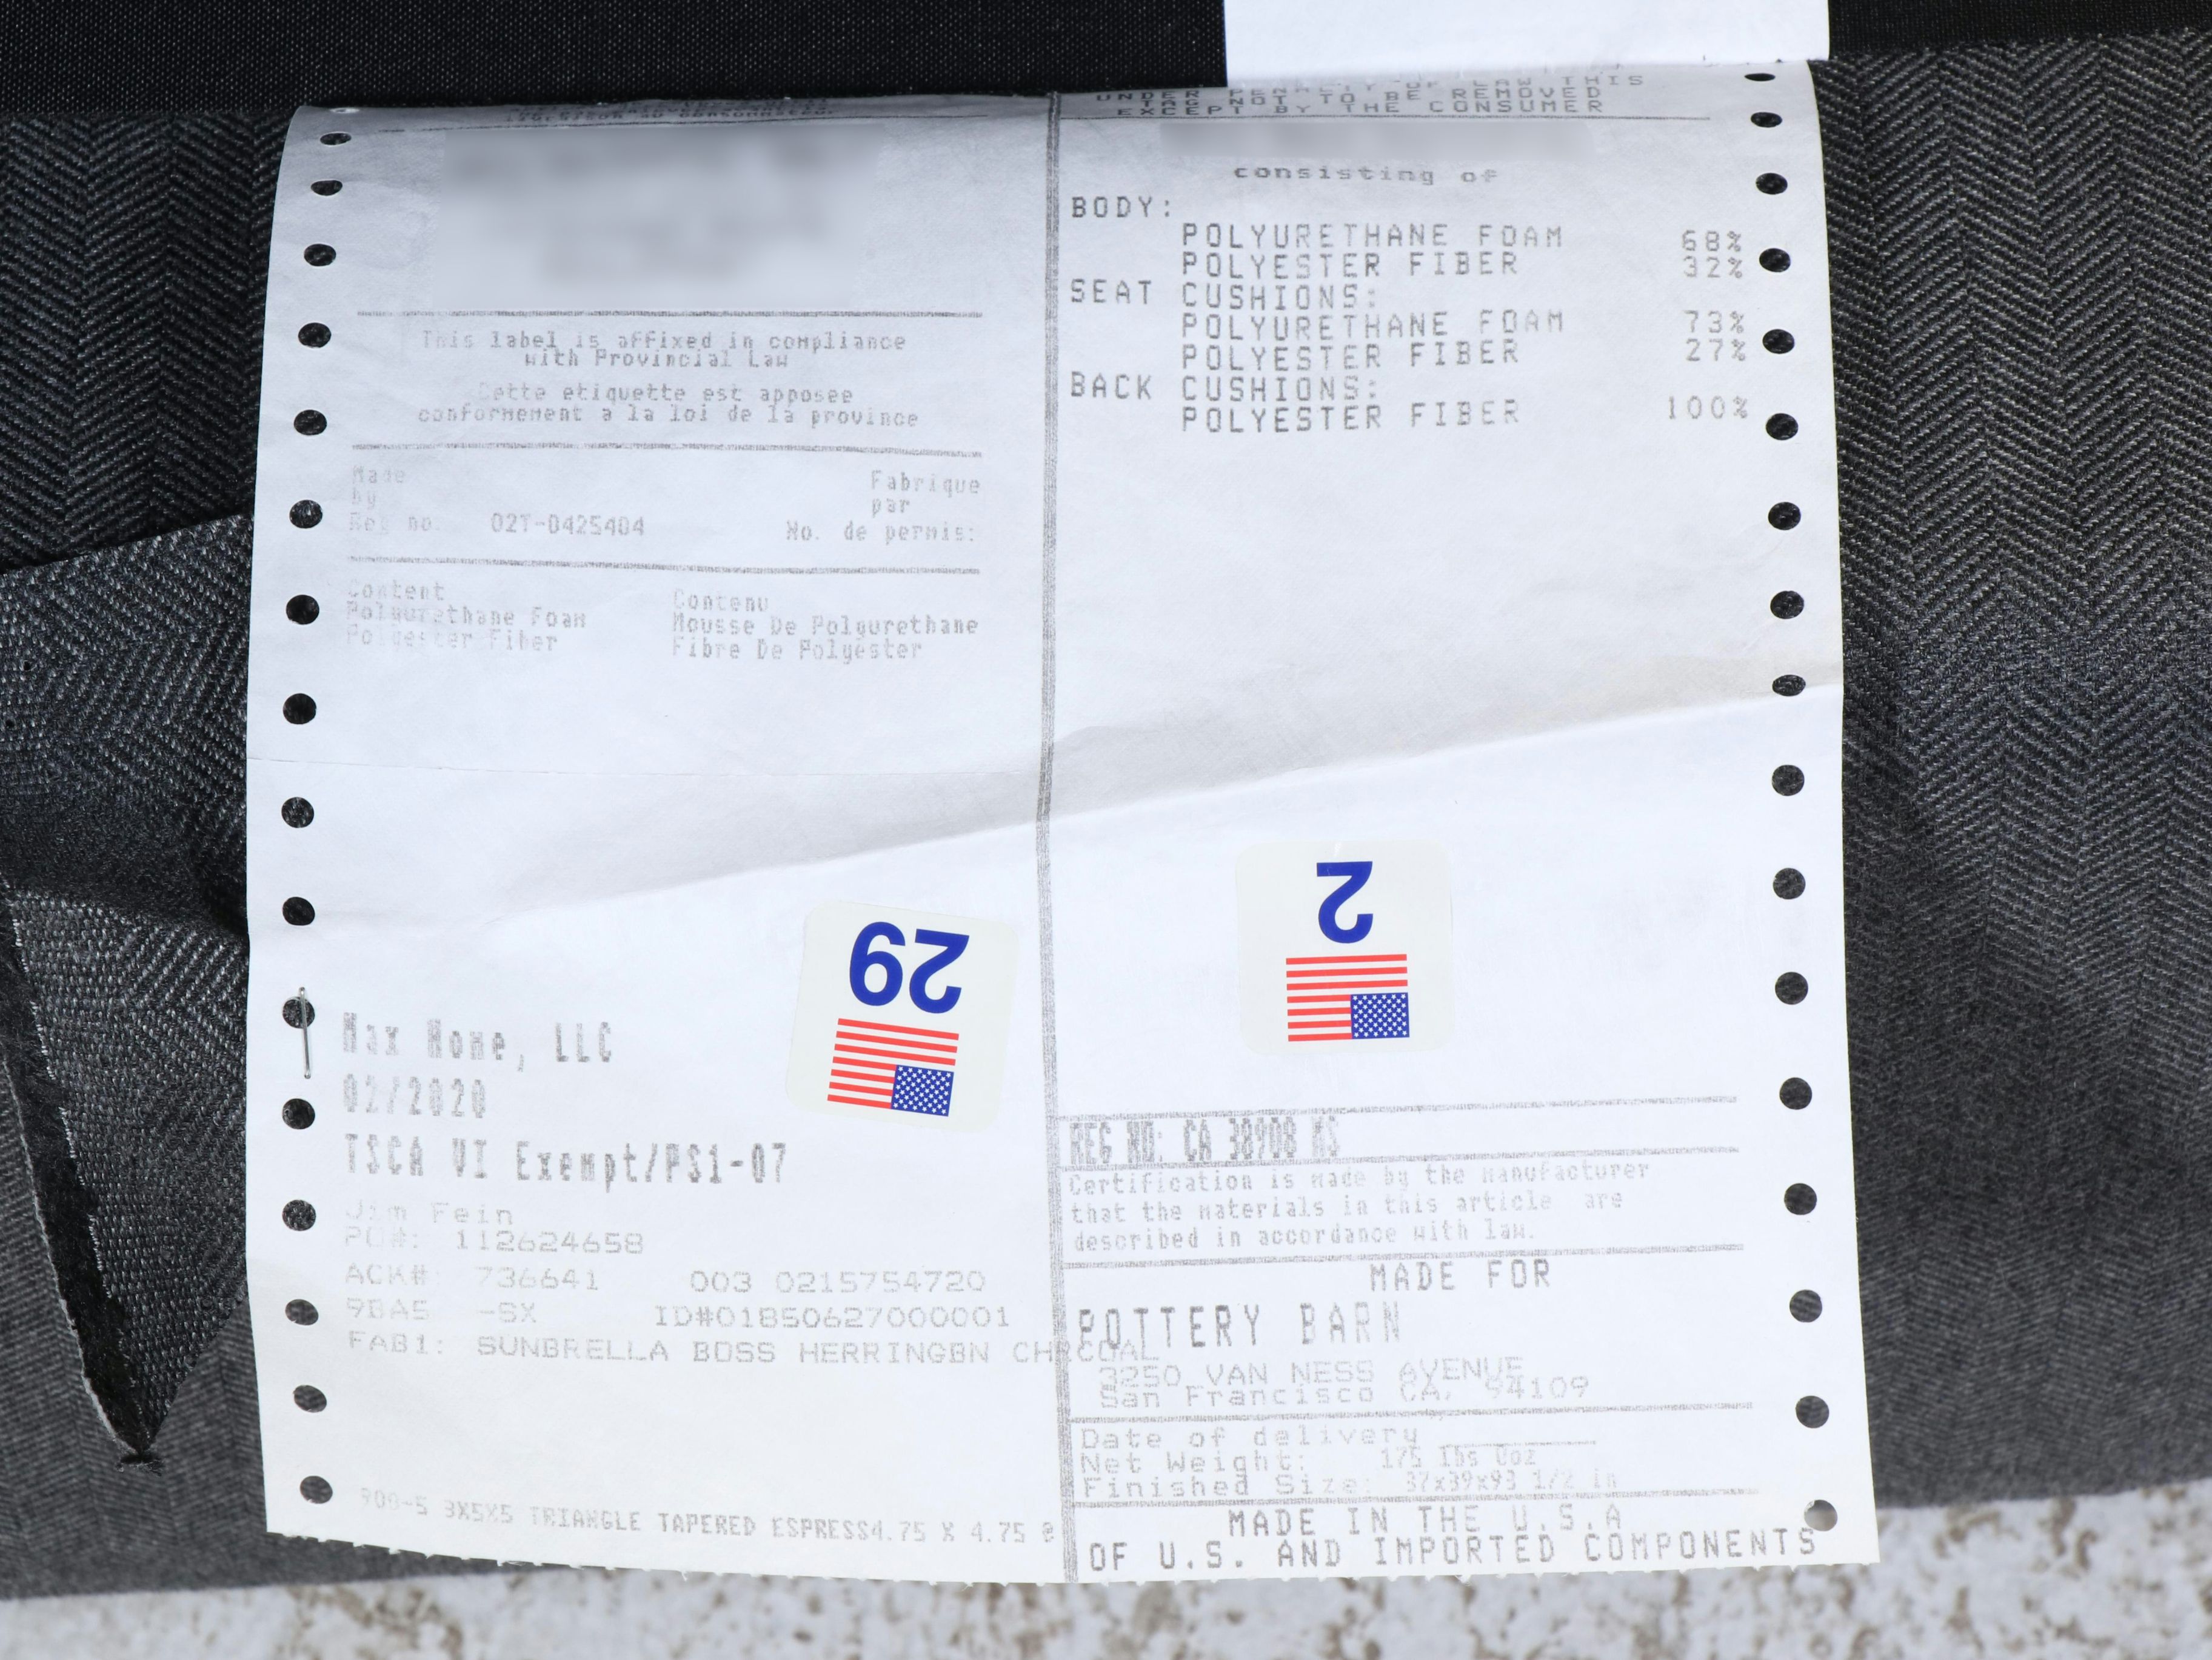 UNDER PENALTY OF LAW THIS
TAG NOT TO BE REMOVED
EXCEPT BY THE CONSUMER
consisting of
BODY:
POLYURETHANE FOAM 68%
POLYESTER FIBER 32%
SEAT CUSHIONS:
POLYURETHANE FOAM 73%
POLYESTER FIBER 27%
BACK CUSHIONS:
POLYESTER FIBER 100%
This label is affixed in compliance
with Provincial Law
Cette etiquette est apposee
conformement a la loi de la province
Made Fabrique
by par
Reg no. 02T-0425404 No. de permis:
Content Contenu
Polyurethane Foam Mousse De Polyurethane
Polyester Fiber Fibre De Polyester
29
2
Max Home, LLC
02/2020
TSCA VI Exempt/PS1-07
Jim Fein
PO#: 112624658
ACK# 736641 003 0215754720
9BA5 -SX ID#01850627000001
FAB1: SUNBRELLA BOSS HERRINGBN CHRCOAL
900-5 3X5X5 TRIANGLE TAPERED ESPRESS4.75 X 4.75 @
REG NO: CA 30908
Certification is made by the manufacturer
that the materials in this article are
described in accordance with law.
MADE FOR
POTTERY BARN
3250 VAN NESS AVENUE
San Francisco CA, 94109
Date of delivery
Net Weight: 175 lbs 0oz
Finished Size: 37x39x93 1/2 in
MADE IN THE U.S.A
OF U.S. AND IMPORTED COMPONENTS